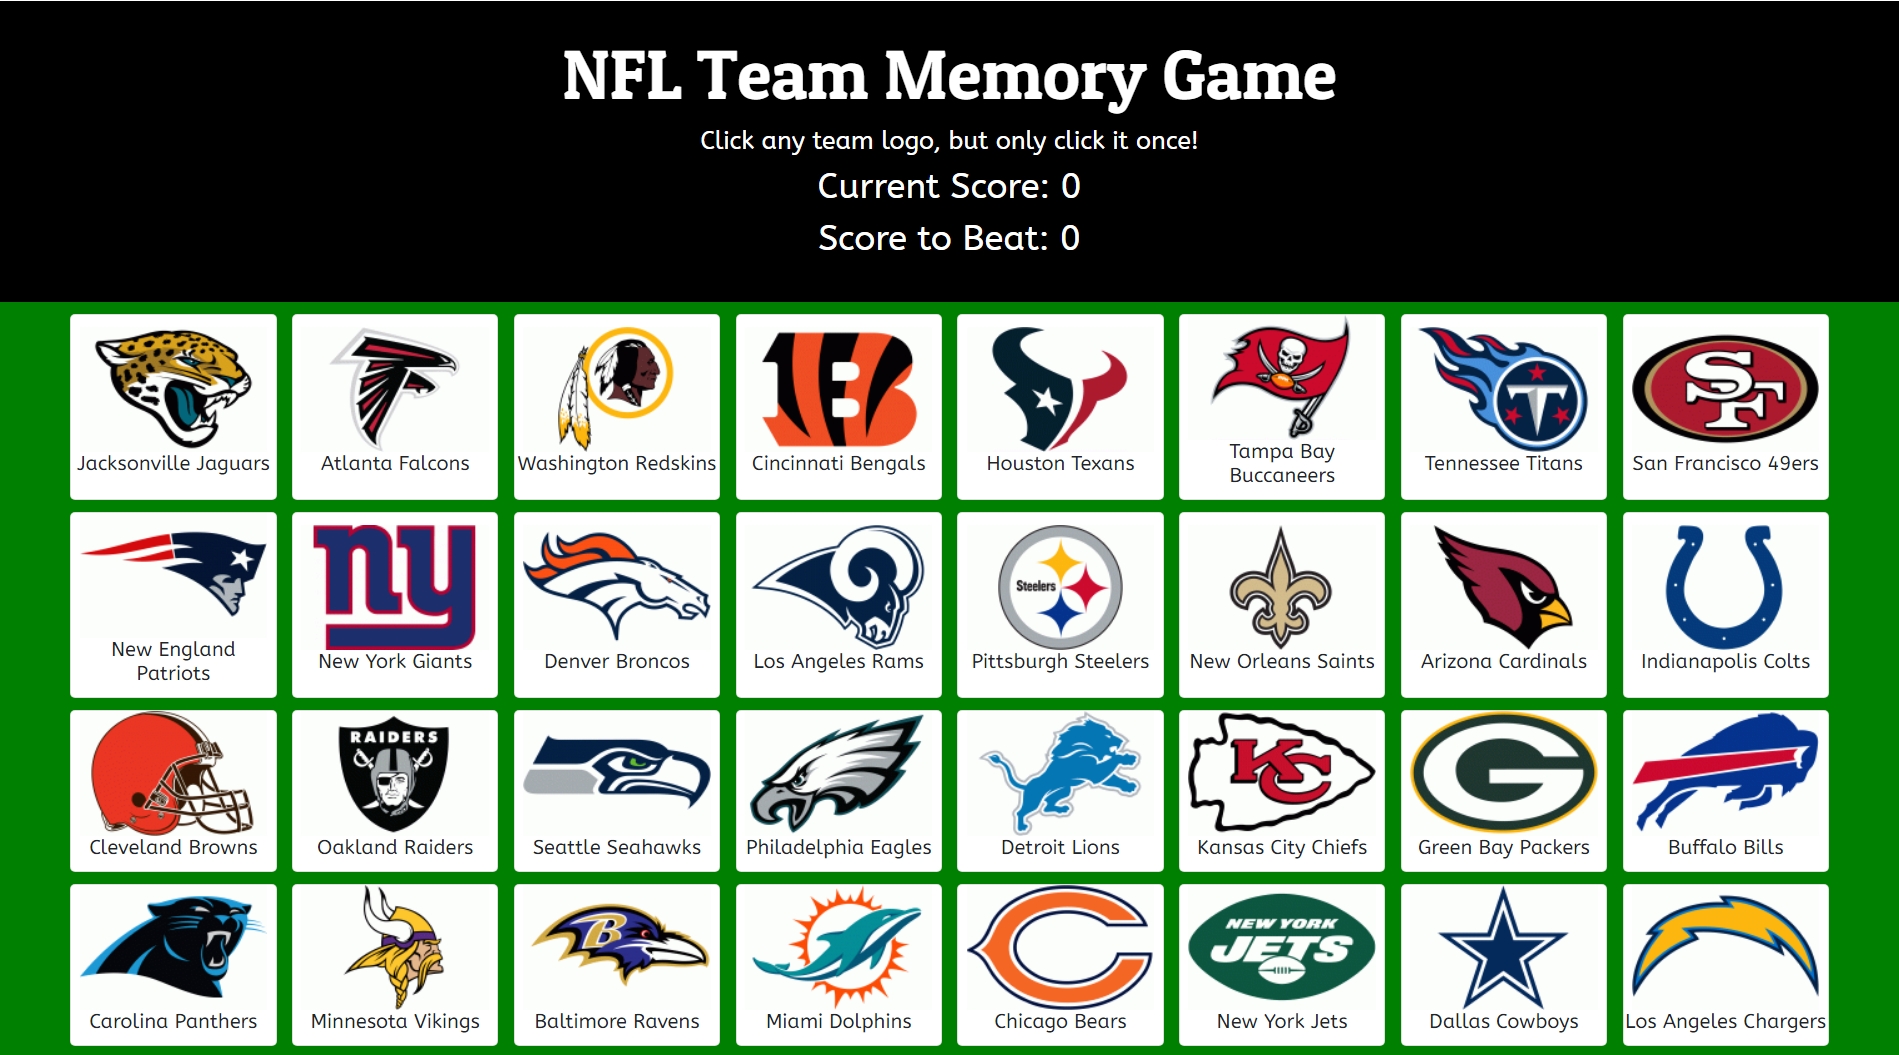 NFL Team Memory Game
Click any team logo, but only click it once!
Current Score: 0
Score to Beat: 0
B
T
SF
Jacksonville Jaguars
Atlanta Falcons
Washington Redskins
Cincinnati Bengals
Houston Texans
Tampa Bay
Buccaneers
Tennessee Titans
San Francisco 49ers
ny
Steelers
New England
Patriots
New York Giants
Denver Broncos
Los Angeles Rams
Pittsburgh Steelers
New Orleans Saints
Arizona Cardinals
Indianapolis Colts
RAIDERS
KC
G
Cleveland Browns
Oakland Raiders
Seattle Seahawks
Philadelphia Eagles
Detroit Lions
Kansas City Chiefs
Green Bay Packers
Buffalo Bills
B
C
NEW YORK
JETS
Carolina Panthers
Minnesota Vikings
Baltimore Ravens
Miami Dolphins
Chicago Bears
New York Jets
Dallas Cowboys
Los Angeles Chargers